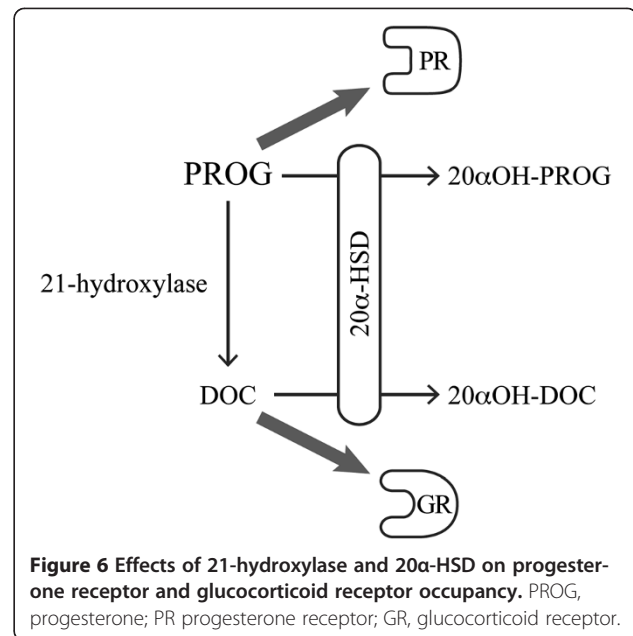 PR
PROG
20αOH-PROG
21-hydroxylase
20α-HSD
DOC
20αOH-DOC
GR
Figure 6 Effects of 21-hydroxylase and 20α-HSD on progester-
one receptor and glucocorticoid receptor occupancy. PROG,
progesterone; PR progesterone receptor; GR, glucocorticoid receptor.